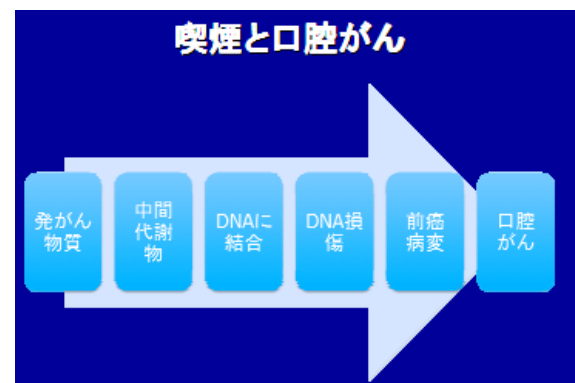 喫煙と口腔がん
発がん
物質
中間
代謝
物
DNAに
結合
DNA損
傷
前癌
病変
口腔
がん